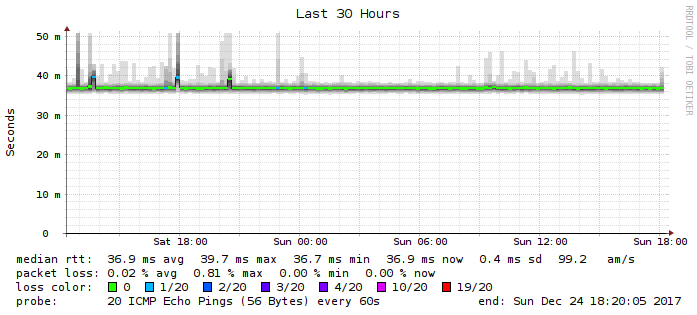 Last 30 Hours
RRDTOOL / TOBI OETIKER
Seconds
50 m
40 m
30 m
20 m
10 m
0
Sat 18:00 Sun 00:00 Sun 06:00 Sun 12:00 Sun 18:00
median rtt: 36.9 ms avg 39.7 ms max 36.7 ms min 36.9 ms now 0.4 ms sd 99.2 am/s
packet loss: 0.02 % avg 0.81 % max 0.00 % min 0.00 % now
loss color: 0 1/20 2/20 3/20 4/20 10/20 19/20
probe: 20 ICMP Echo Pings (56 Bytes) every 60s end: Sun Dec 24 18:20:05 2017